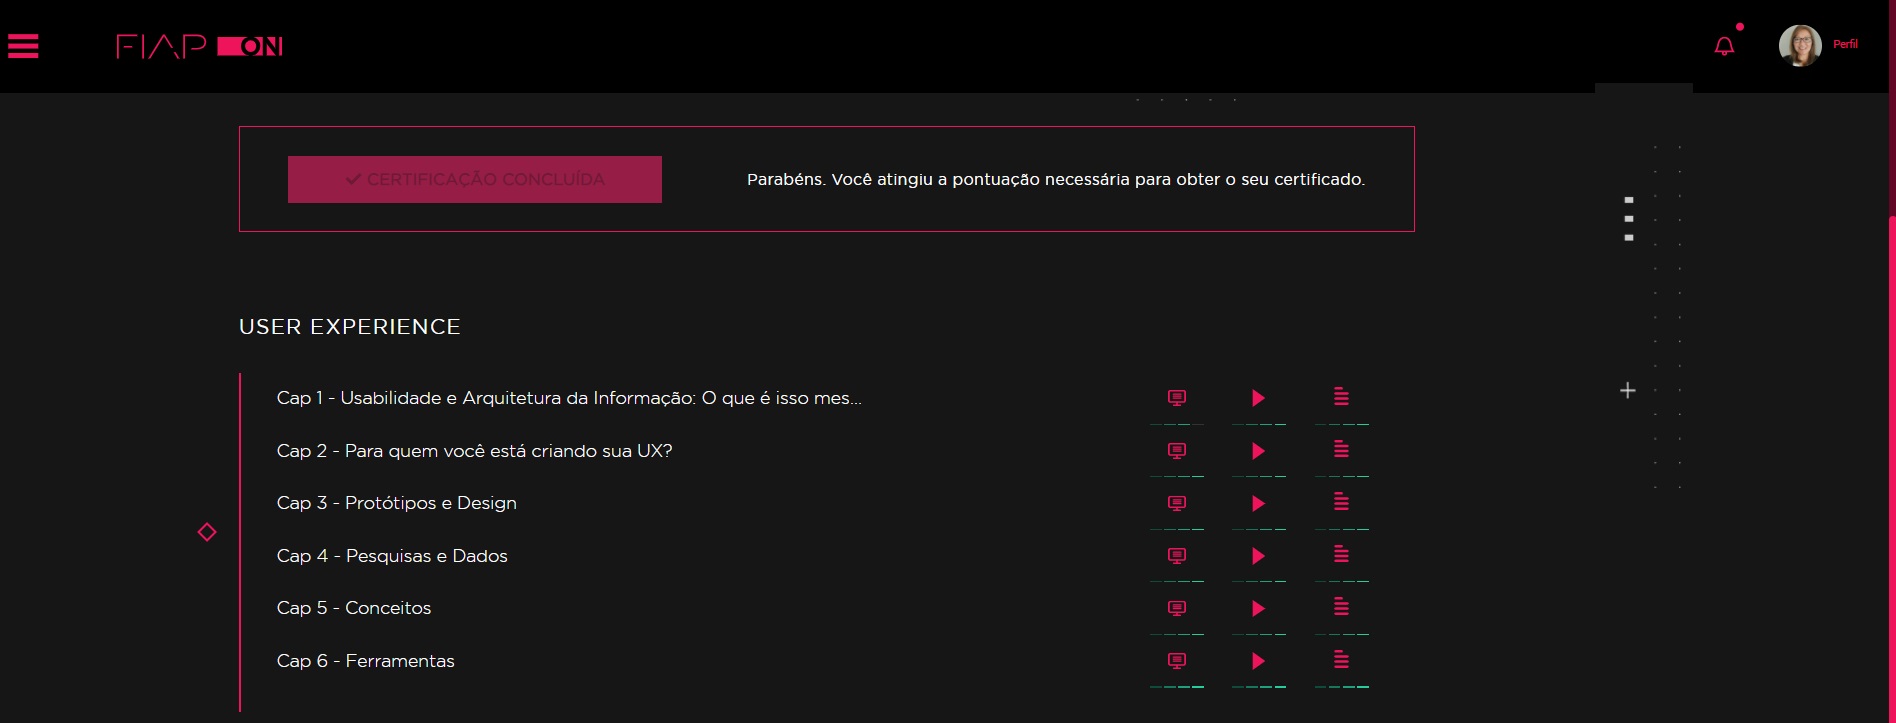 FIAP ON
Perfil
CERTIFICAÇÃO CONCLUÍDA
Parabéns. Você atingiu a pontuação necessária para obter o seu certificado.
USER EXPERIENCE
Cap 1 - Usabilidade e Arquitetura da Informação: O que é isso mes...
Cap 2 - Para quem você está criando sua UX?
Cap 3 - Protótipos e Design
Cap 4 - Pesquisas e Dados
Cap 5 - Conceitos
Cap 6 - Ferramentas